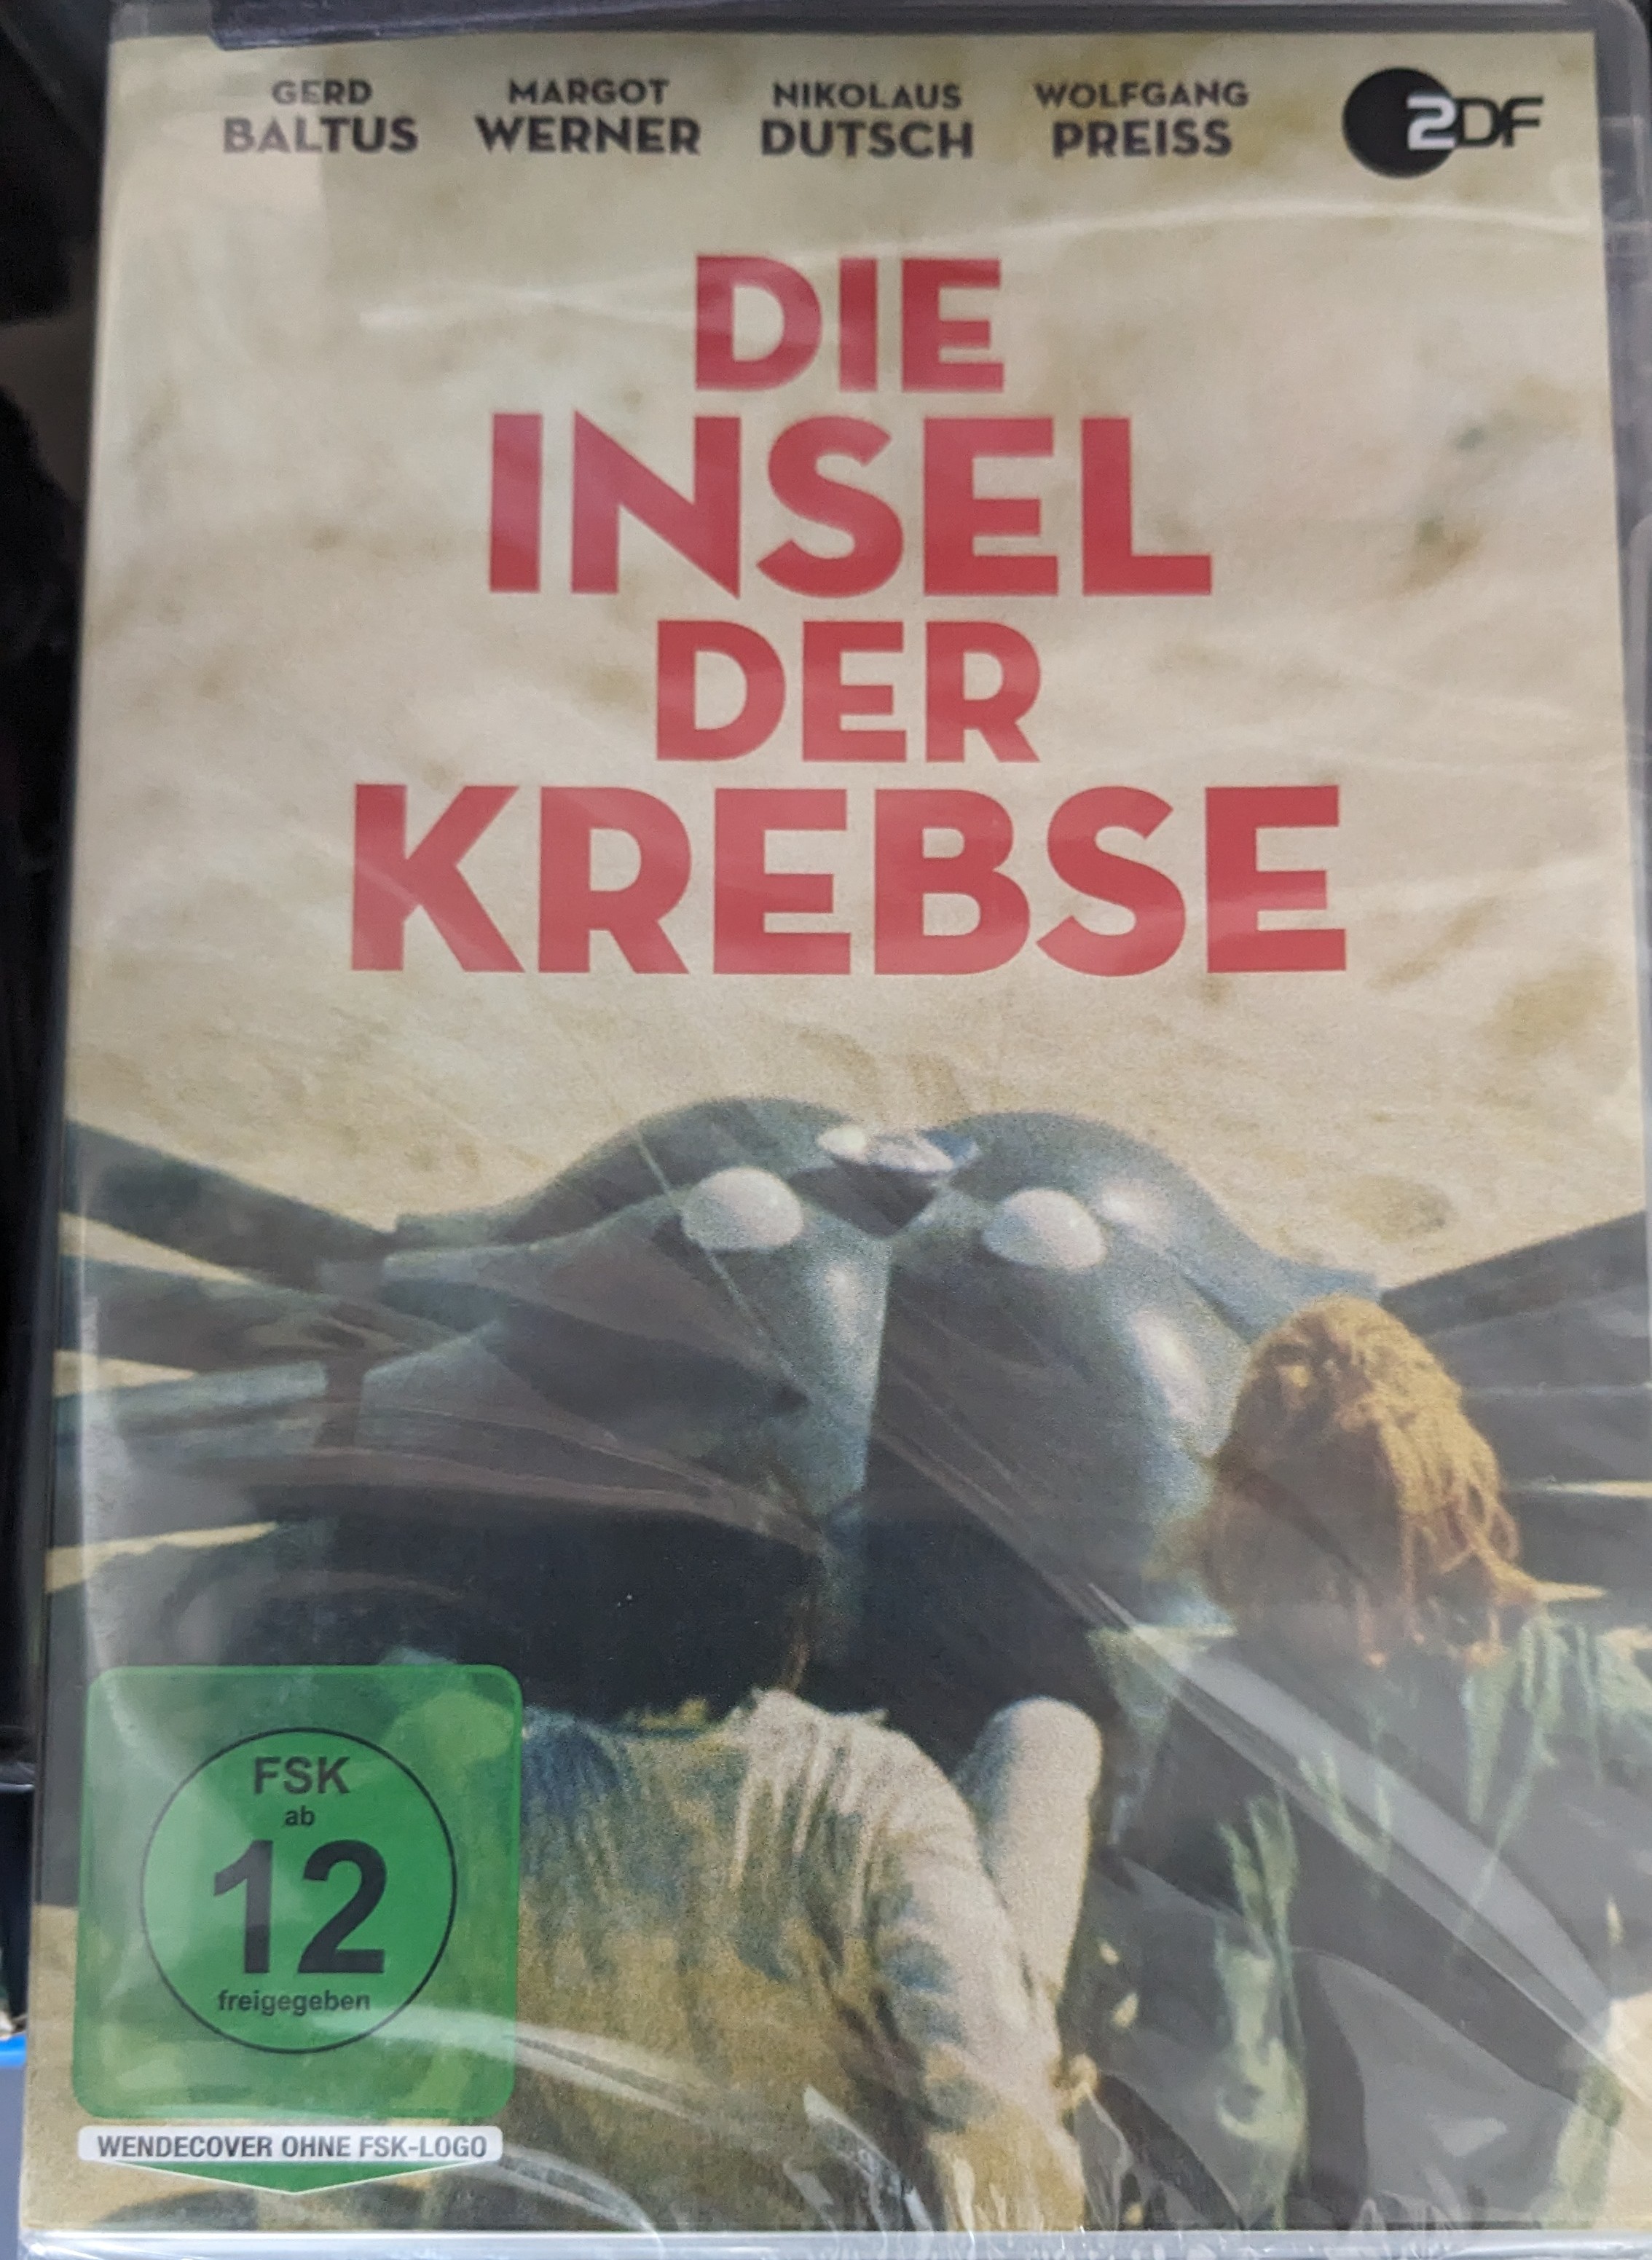 GERD MARGOT NIKOLAUS WOLFGANG
BALTUS WERNER DUTSCH PREISS
2DF
DIE
INSEL
DER
KREBSE
FSK
ab
12
freigegeben
WENDECOVER OHNE FSK-LOGO